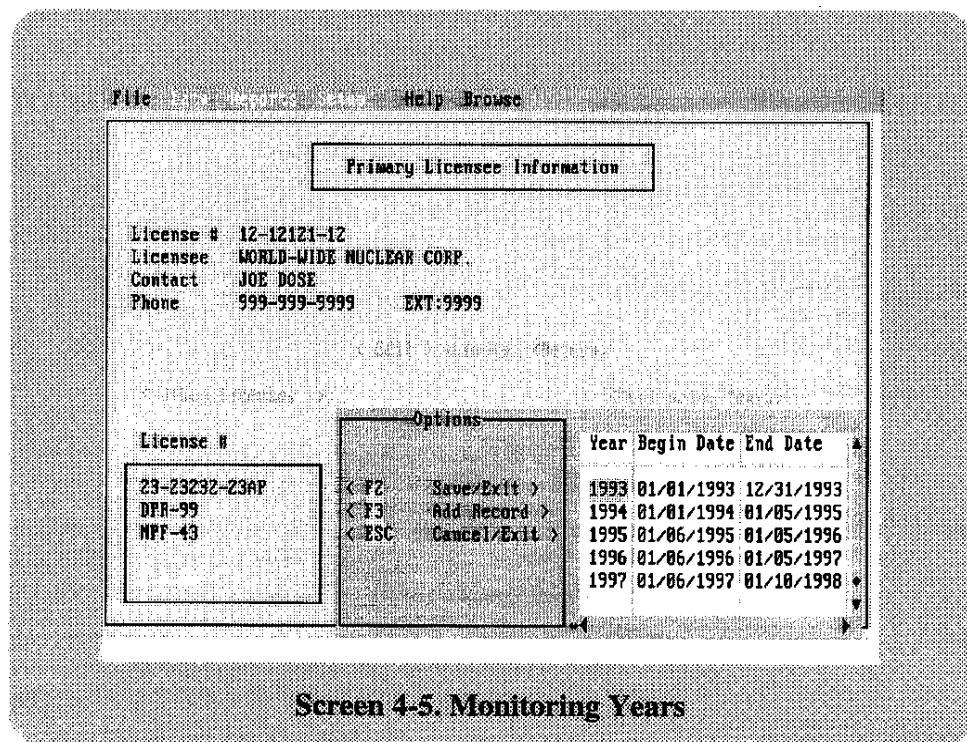 File Reports Setup Help Browse
Primary Licensee Information
License # 12-12121-12
Licensee WORLD-WIDE NUCLEAR CORP.
Contact JOE DOSE
Phone 999-999-9999 EXT:9999
License #
23-23232-23AP
DPR-99
NPF-43
Options
< F2 Save/Exit >
< F3 Add Record >
< ESC Cancel/Exit >
Year Begin Date End Date
1993 01/01/1993 12/31/1993
1994 01/01/1994 01/05/1995
1995 01/06/1995 01/05/1996
1996 01/06/1996 01/05/1997
1997 01/06/1997 01/10/1998
Screen 4-5. Monitoring Years